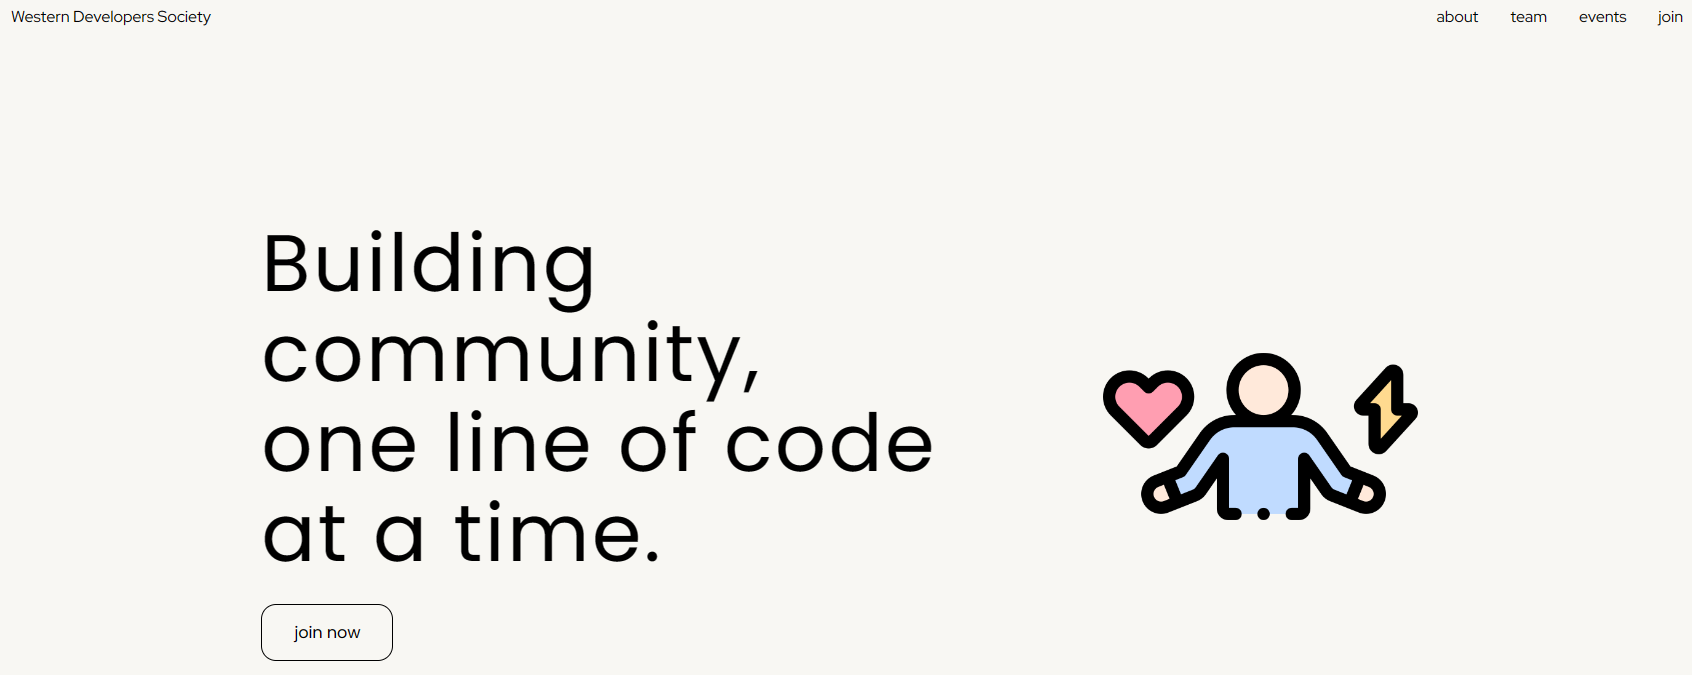 Western Developers Society
about team events join
Building
community,
one line of code
at a time.
join now